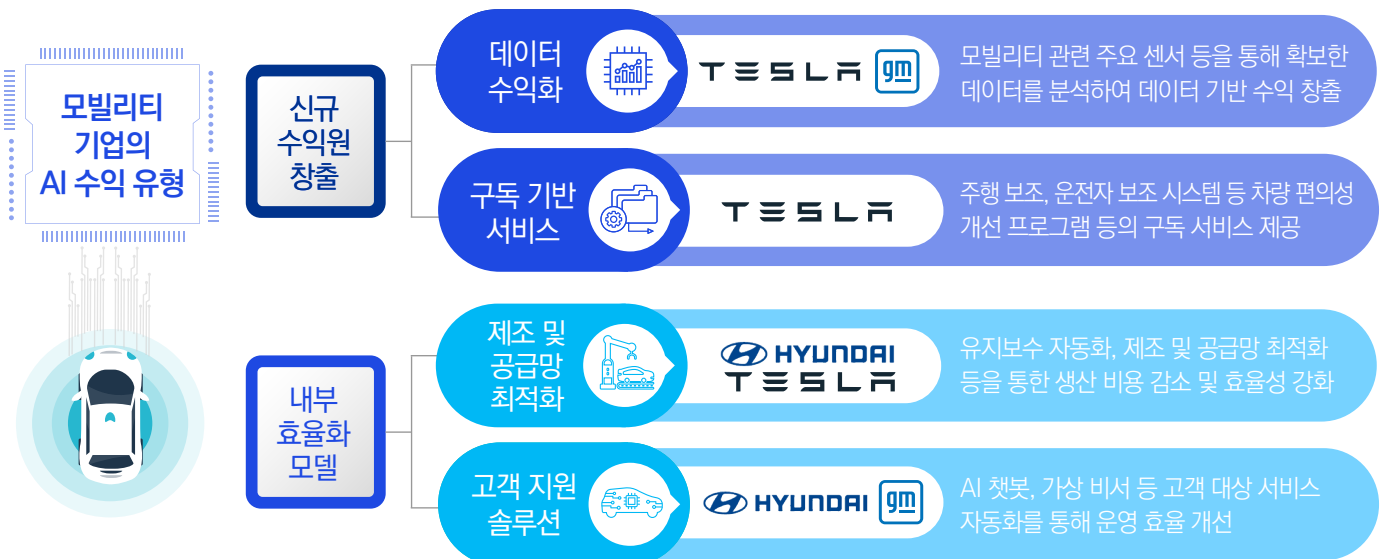 모빌리티
기업의
AI 수익 유형
신규
수익원
창출
데이터
수익화
TESLA gm
모빌리티 관련 주요 센서 등을 통해 확보한
데이터를 분석하여 데이터 기반 수익 창출
구독 기반
서비스
TESLA
주행 보조, 운전자 보조 시스템 등 차량 편의성
개선 프로그램 등의 구독 서비스 제공
내부
효율화
모델
제조 및
공급망
최적화
HYUNDAI
TESLA
유지보수 자동화, 제조 및 공급망 최적화
등을 통한 생산 비용 감소 및 효율성 강화
고객 지원
솔루션
HYUNDAI gm
AI 챗봇, 가상 비서 등 고객 대상 서비스
자동화를 통해 운영 효율 개선